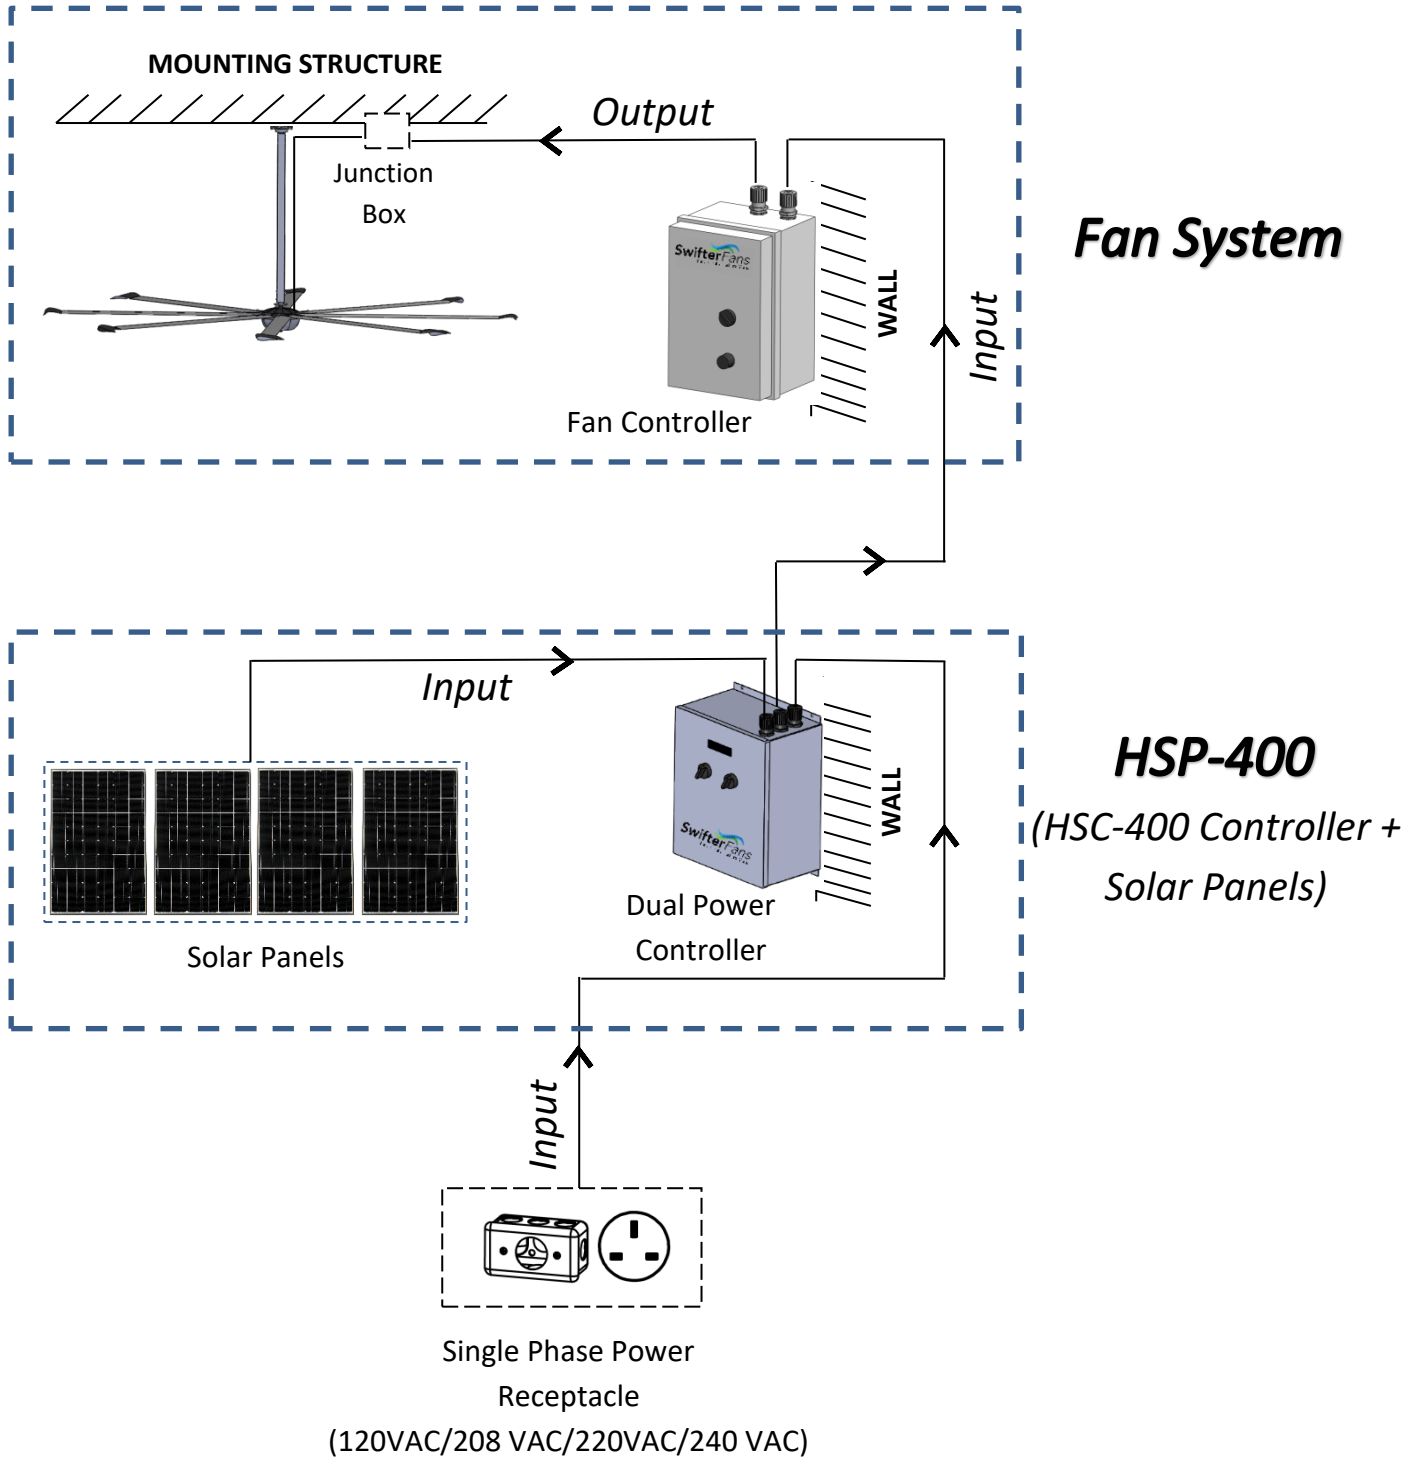 MOUNTING STRUCTURE
Output
Junction
Box
SwifterFans
WALL
Input
Fan Controller
Fan System
Input
SwifterFans
WALL
Dual Power
Controller
Solar Panels
HSP-400
(HSC-400 Controller +
Solar Panels)
Input
Single Phase Power
Receptacle
(120VAC/208 VAC/220VAC/240 VAC)